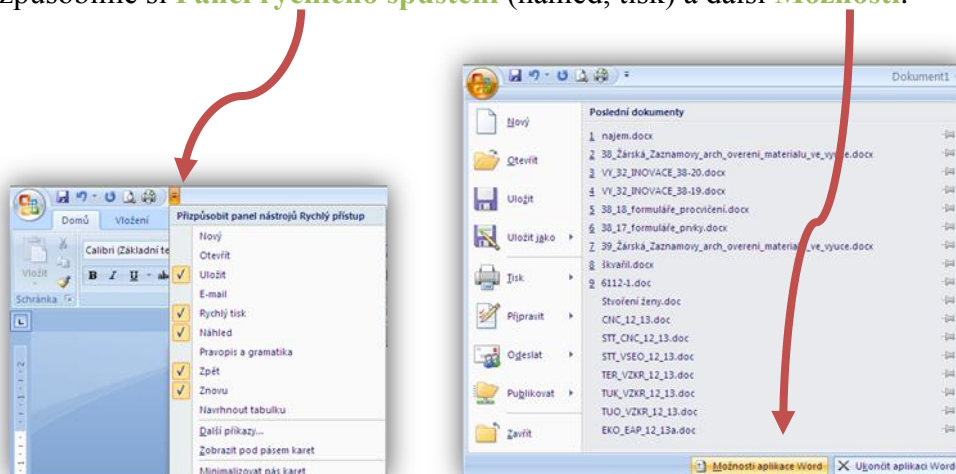 způsobíme si Panel rychlého spuštění (náhled, tisk) a další Možnosti.
Domů Vložení
Přizpůsobit panel nástrojů Rychlý přístup
Nový
Otevřít
Uložit
E-mail
Rychlý tisk
Náhled
Pravopis a gramatika
Zpět
Znovu
Navrhnout tabulku
Další příkazy...
Zobrazit pod pásem karet
Minimalizovat pás karet
Vložit
Schránka
Calibri (Základní te
B I U abc
L
2
1
Dokument1
Nový
Otevřít
Uložit
Uložit jako
Tisk
Připravit
Odeslat
Publikovat
Zavřít
Poslední dokumenty
1 najem.docx
2 38_Žárská_Zaznamovy_arch_overeni_materialu_ve_vyuce.docx
3 VY_32_INOVACE_38-20.docx
4 VY_32_INOVACE_38-19.docx
5 38_18_formuláře_procvičení.docx
6 38_17_formuláře_prvky.docx
7 39_Žárská_Zaznamovy_arch_overeni_materialu_ve_vyuce.docx
8 škvařil.docx
9 6112-1.doc
Stvoření ženy.doc
CNC_12_13.doc
STT_CNC_12_13.doc
STT_VSEO_12_13.doc
TER_VZKR_12_13.doc
TUK_VZKR_12_13.doc
TUO_VZKR_12_13.doc
EKO_EAP_12_13a.doc
Možnosti aplikace Word
Ukončit aplikaci Word